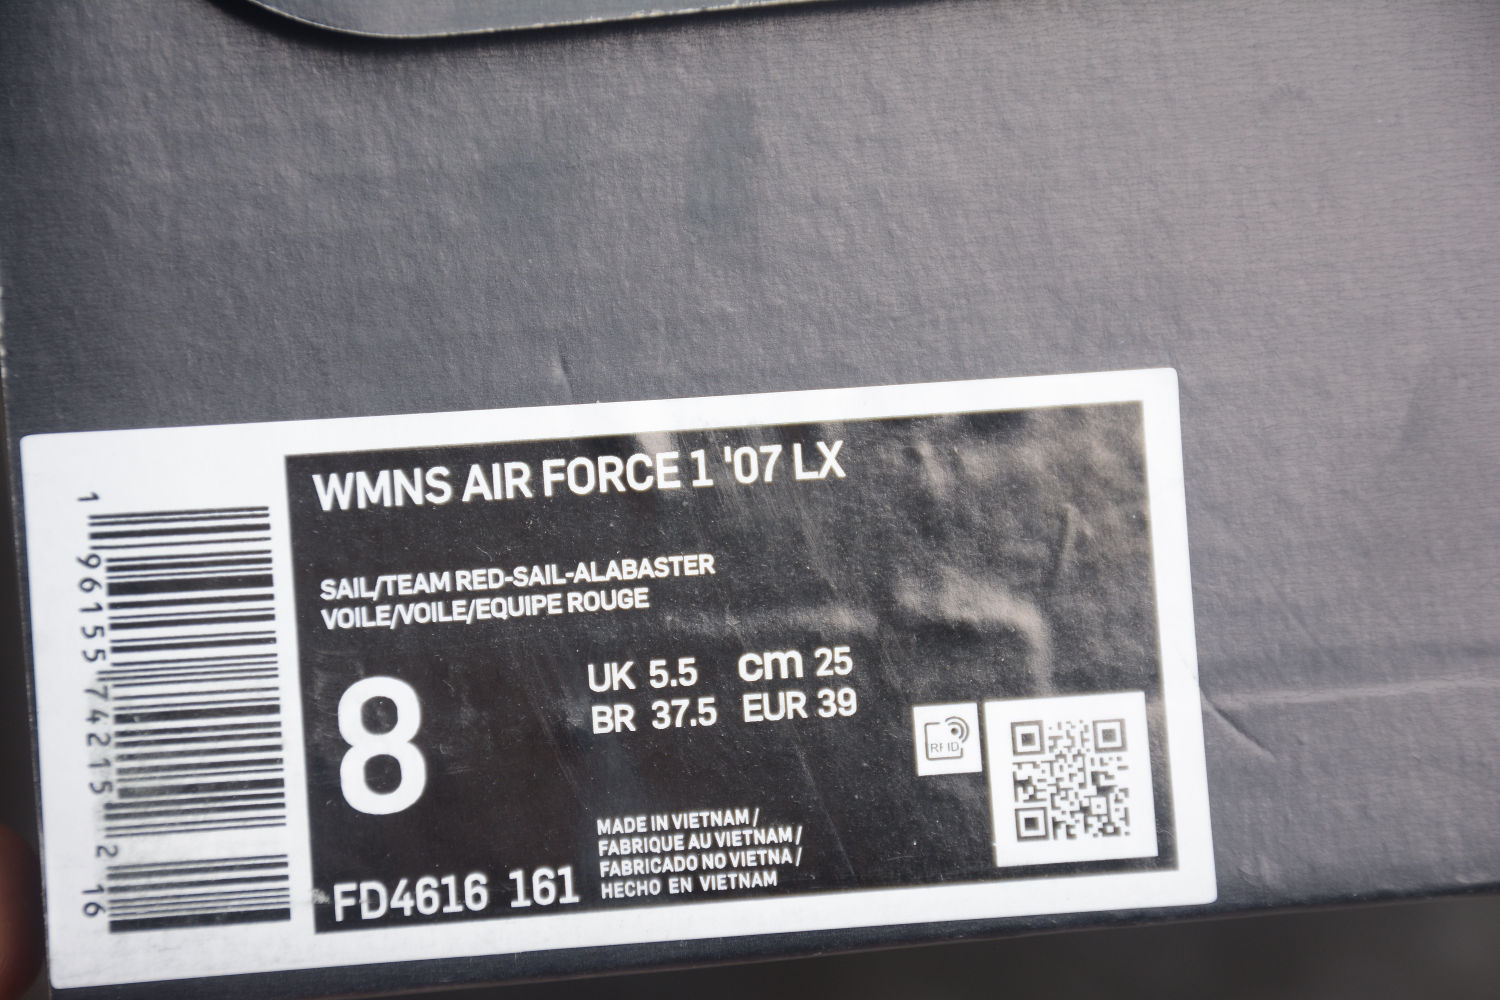 WMNS AIR FORCE 1 '07 LX
SAIL/TEAM RED-SAIL-ALABASTER
VOILE/VOILE/EQUIPE ROUGE
8
UK 5.5 cm 25
BR 37.5 EUR 39
RFID
MADE IN VIETNAM /
FABRIQUE AU VIETNAM /
FABRICADO NO VIETNA /
HECHO EN VIETNAM
FD4616 161
1 96155 74215 2 16